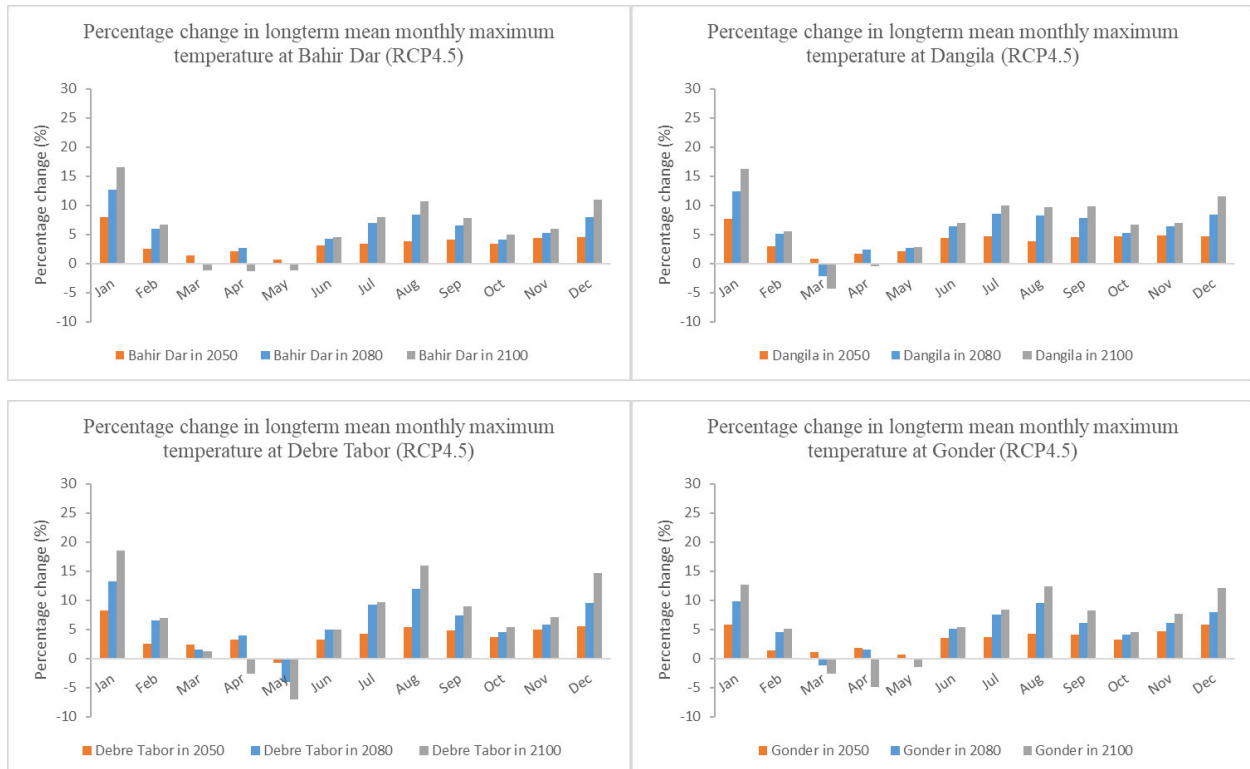 Percentage change in longterm mean monthly maximum
temperature at Bahir Dar (RCP4.5)
Percentage change (%)
30
25
20
15
10
5
0
-5
-10
Jan Feb Mar Apr May Jun Jul Aug Sep Oct Nov Dec
Bahir Dar in 2050 Bahir Dar in 2080 Bahir Dar in 2100
Percentage change in longterm mean monthly maximum
temperature at Dangila (RCP4.5)
Percentage change (%)
30
25
20
15
10
5
0
-5
-10
Jan Feb Mar Apr May Jun Jul Aug Sep Oct Nov Dec
Dangila in 2050 Dangila in 2080 Dangila in 2100
Percentage change in longterm mean monthly maximum
temperature at Debre Tabor (RCP4.5)
Percentage change (%)
30
25
20
15
10
5
0
-5
-10
Jan Feb Mar Apr May Jun Jul Aug Sep Oct Nov Dec
Debre Tabor in 2050 Debre Tabor in 2080 Debre Tabor in 2100
Percentage change in longterm mean monthly maximum
temperature at Gonder (RCP4.5)
Percentage change (%)
30
25
20
15
10
5
0
-5
-10
Jan Feb Mar Apr May Jun Jul Aug Sep Oct Nov Dec
Gonder in 2050 Gonder in 2080 Gonder in 2100